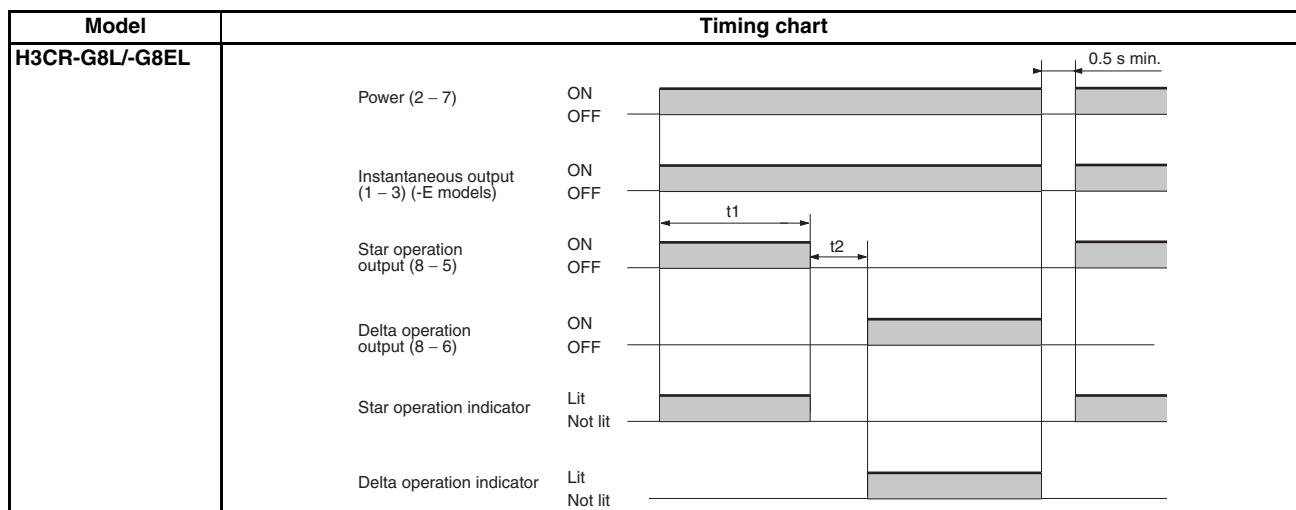 Model
Timing chart
H3CR-G8L/-G8EL
0.5 s min.
Power (2 – 7)
ON
OFF
Instantaneous output
(1 – 3) (-E models)
ON
OFF
t1
Star operation
output (8 – 5)
ON
OFF
t2
Delta operation
output (8 – 6)
ON
OFF
Star operation indicator
Lit
Not lit
Delta operation indicator
Lit
Not lit